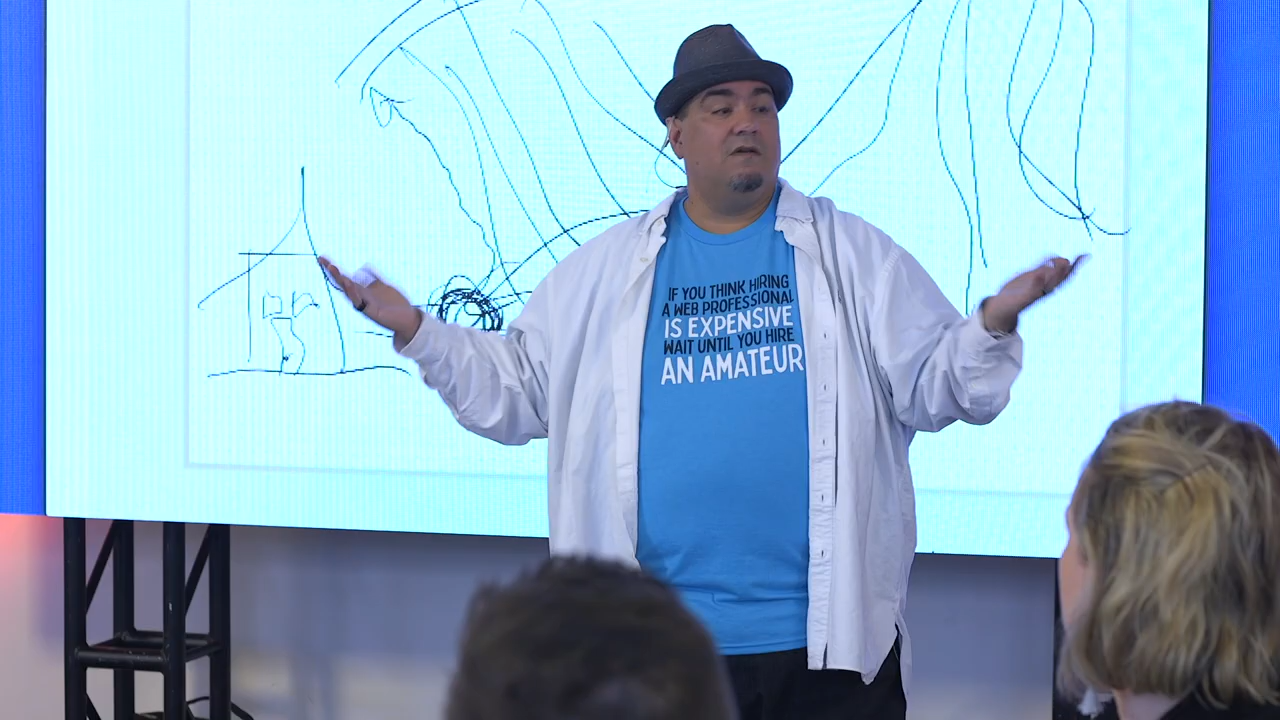 IF YOU THINK HIRING
A WEB PROFESSIONAL
IS EXPENSIVE
WAIT UNTIL YOU HIRE
AN AMATEUR